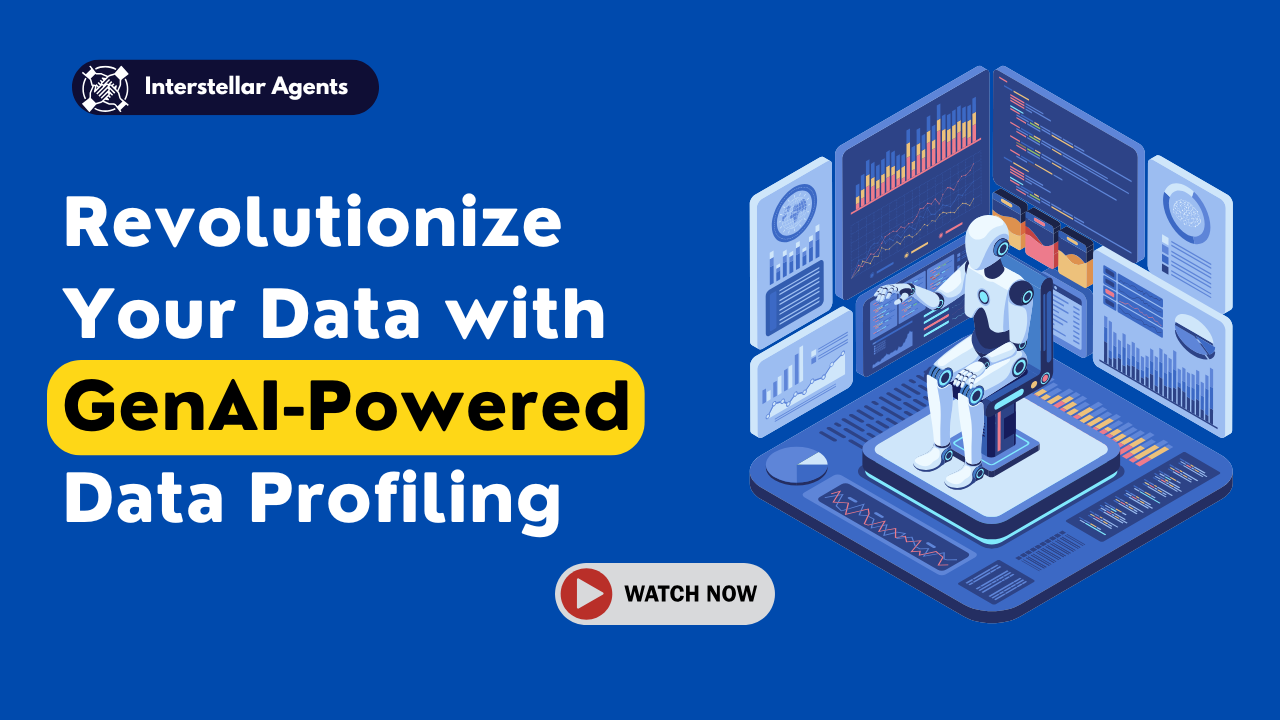 Interstellar Agents
Revolutionize
Your Data with
GenAI-Powered
Data Profiling
WATCH NOW